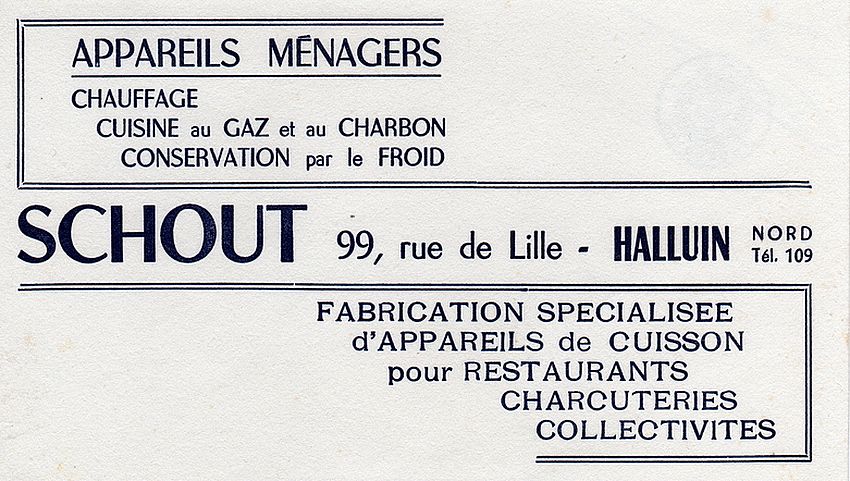 APPAREILS MÉNAGERS
CHAUFFAGE
CUISINE au GAZ et au CHARBON
CONSERVATION par le FROID
SCHOUT 99, rue de Lille - HALLUIN NORD
Tél. 109
FABRICATION SPECIALISEE
d'APPAREILS de CUISSON
pour RESTAURANTS
CHARCUTERIES
COLLECTIVITES